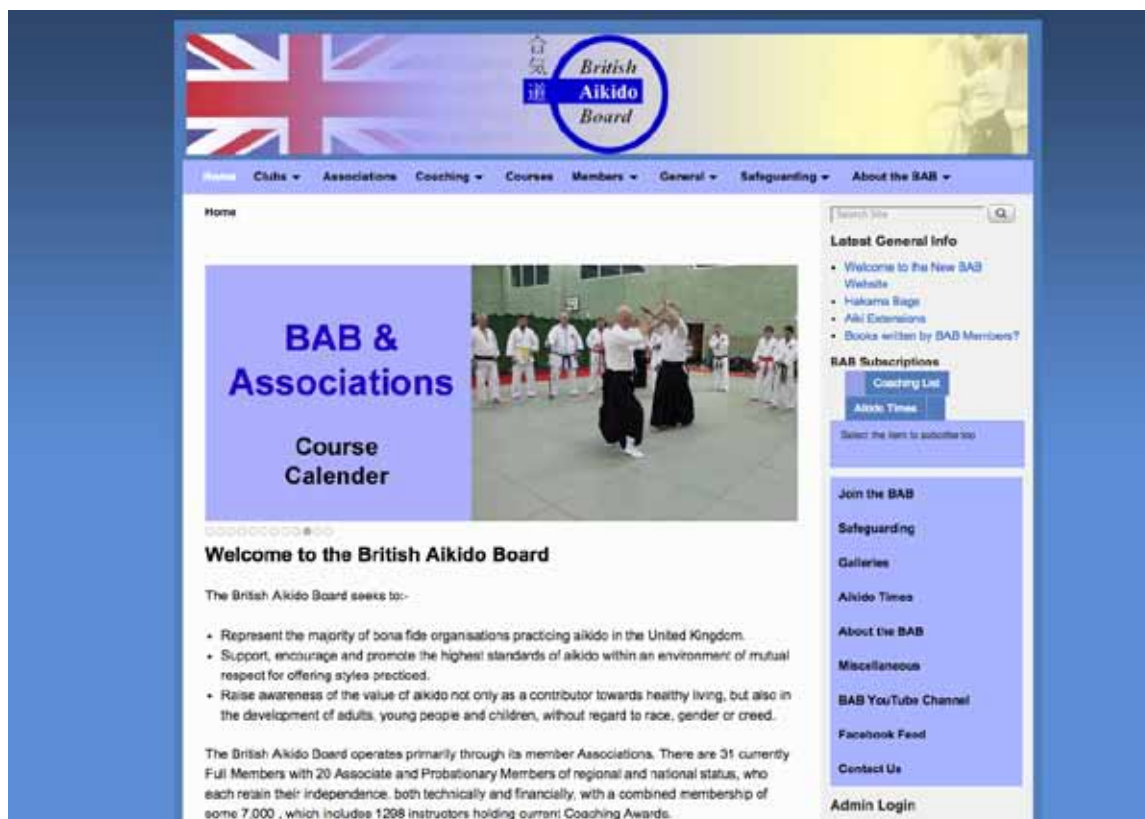 合
気
道
British
Aikido
Board
Home Clubs Associations Coaching Courses Members General Safeguarding About the BAB
Home
Search Site
BAB &
Associations
Course
Calender
Welcome to the British Aikido Board
The British Aikido Board seeks to:-
• Represent the majority of bona fide organisations practicing aikido in the United Kingdom.
• Support, encourage and promote the highest standards of aikido within an environment of mutual
respect for offering styles practiced.
• Raise awareness of the value of aikido not only as a contributor towards healthy living, but also in
the development of adults, young people and children, without regard to race, gender or creed.
The British Aikido Board operates primarily through its member Associations. There are 31 currently
Full Members with 20 Associate and Probationary Members of regional and national status, who
each retain their independence, both technically and financially, with a combined membership of
some 7,000 , which includes 1298 instructors holding current Coaching Awards.
Latest General Info
• Welcome to the New BAB
Website
• Hakama Bags
• Aiki Extensions
• Books written by BAB Members?
BAB Subscriptions
Coaching List
Aikido Times
Select the item to subscribe too
Join the BAB
Safeguarding
Galleries
Aikido Times
About the BAB
Miscellaneous
BAB YouTube Channel
Facebook Feed
Contact Us
Admin Login